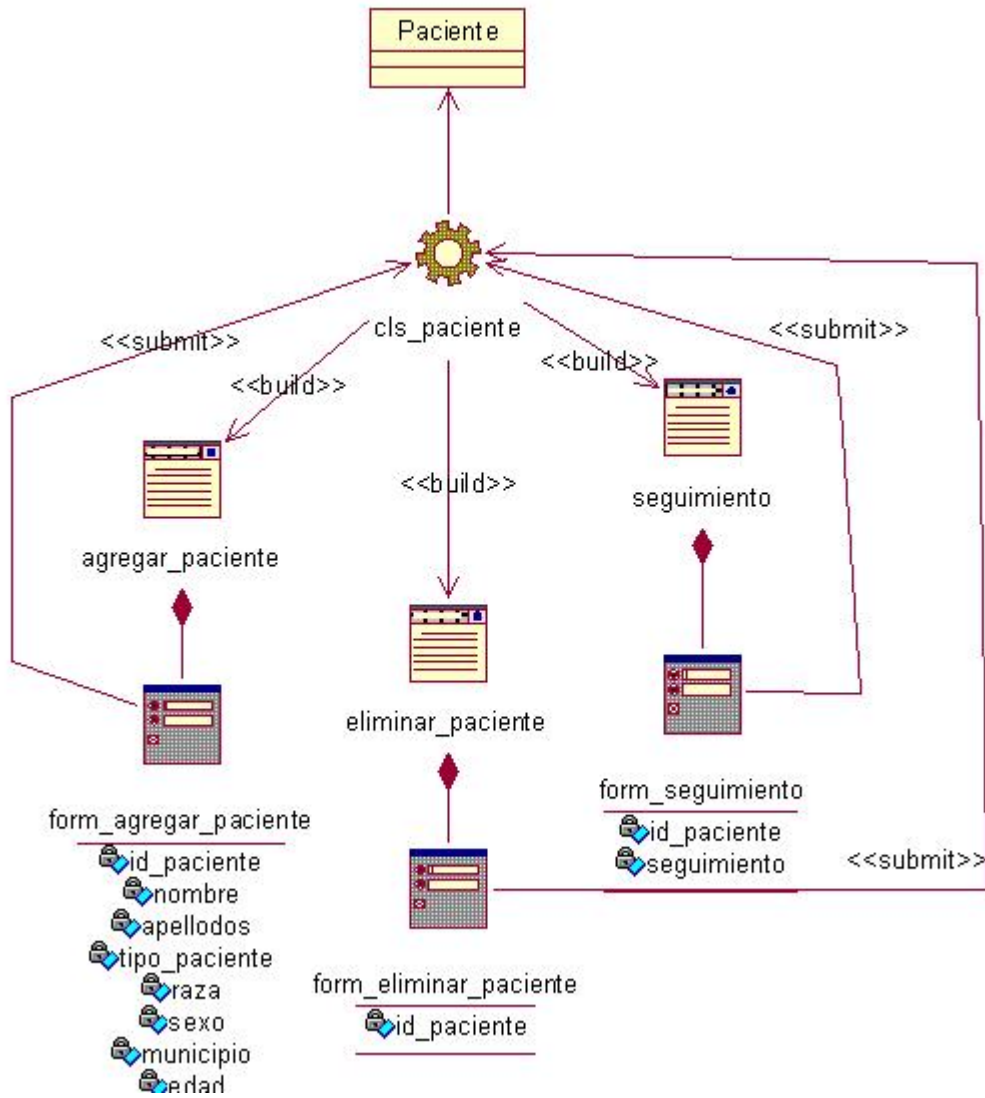 Paciente
cls_paciente
<<submit>>
<<submit>>
<<build>>
<<build>>
<<build>>
seguimiento
agregar_paciente
eliminar_paciente
form_seguimiento
id_paciente
seguimiento
<<submit>>
form_agregar_paciente
id_paciente
nombre
apellodos
tipo_paciente
raza
sexo
municipio
edad
form_eliminar_paciente
id_paciente